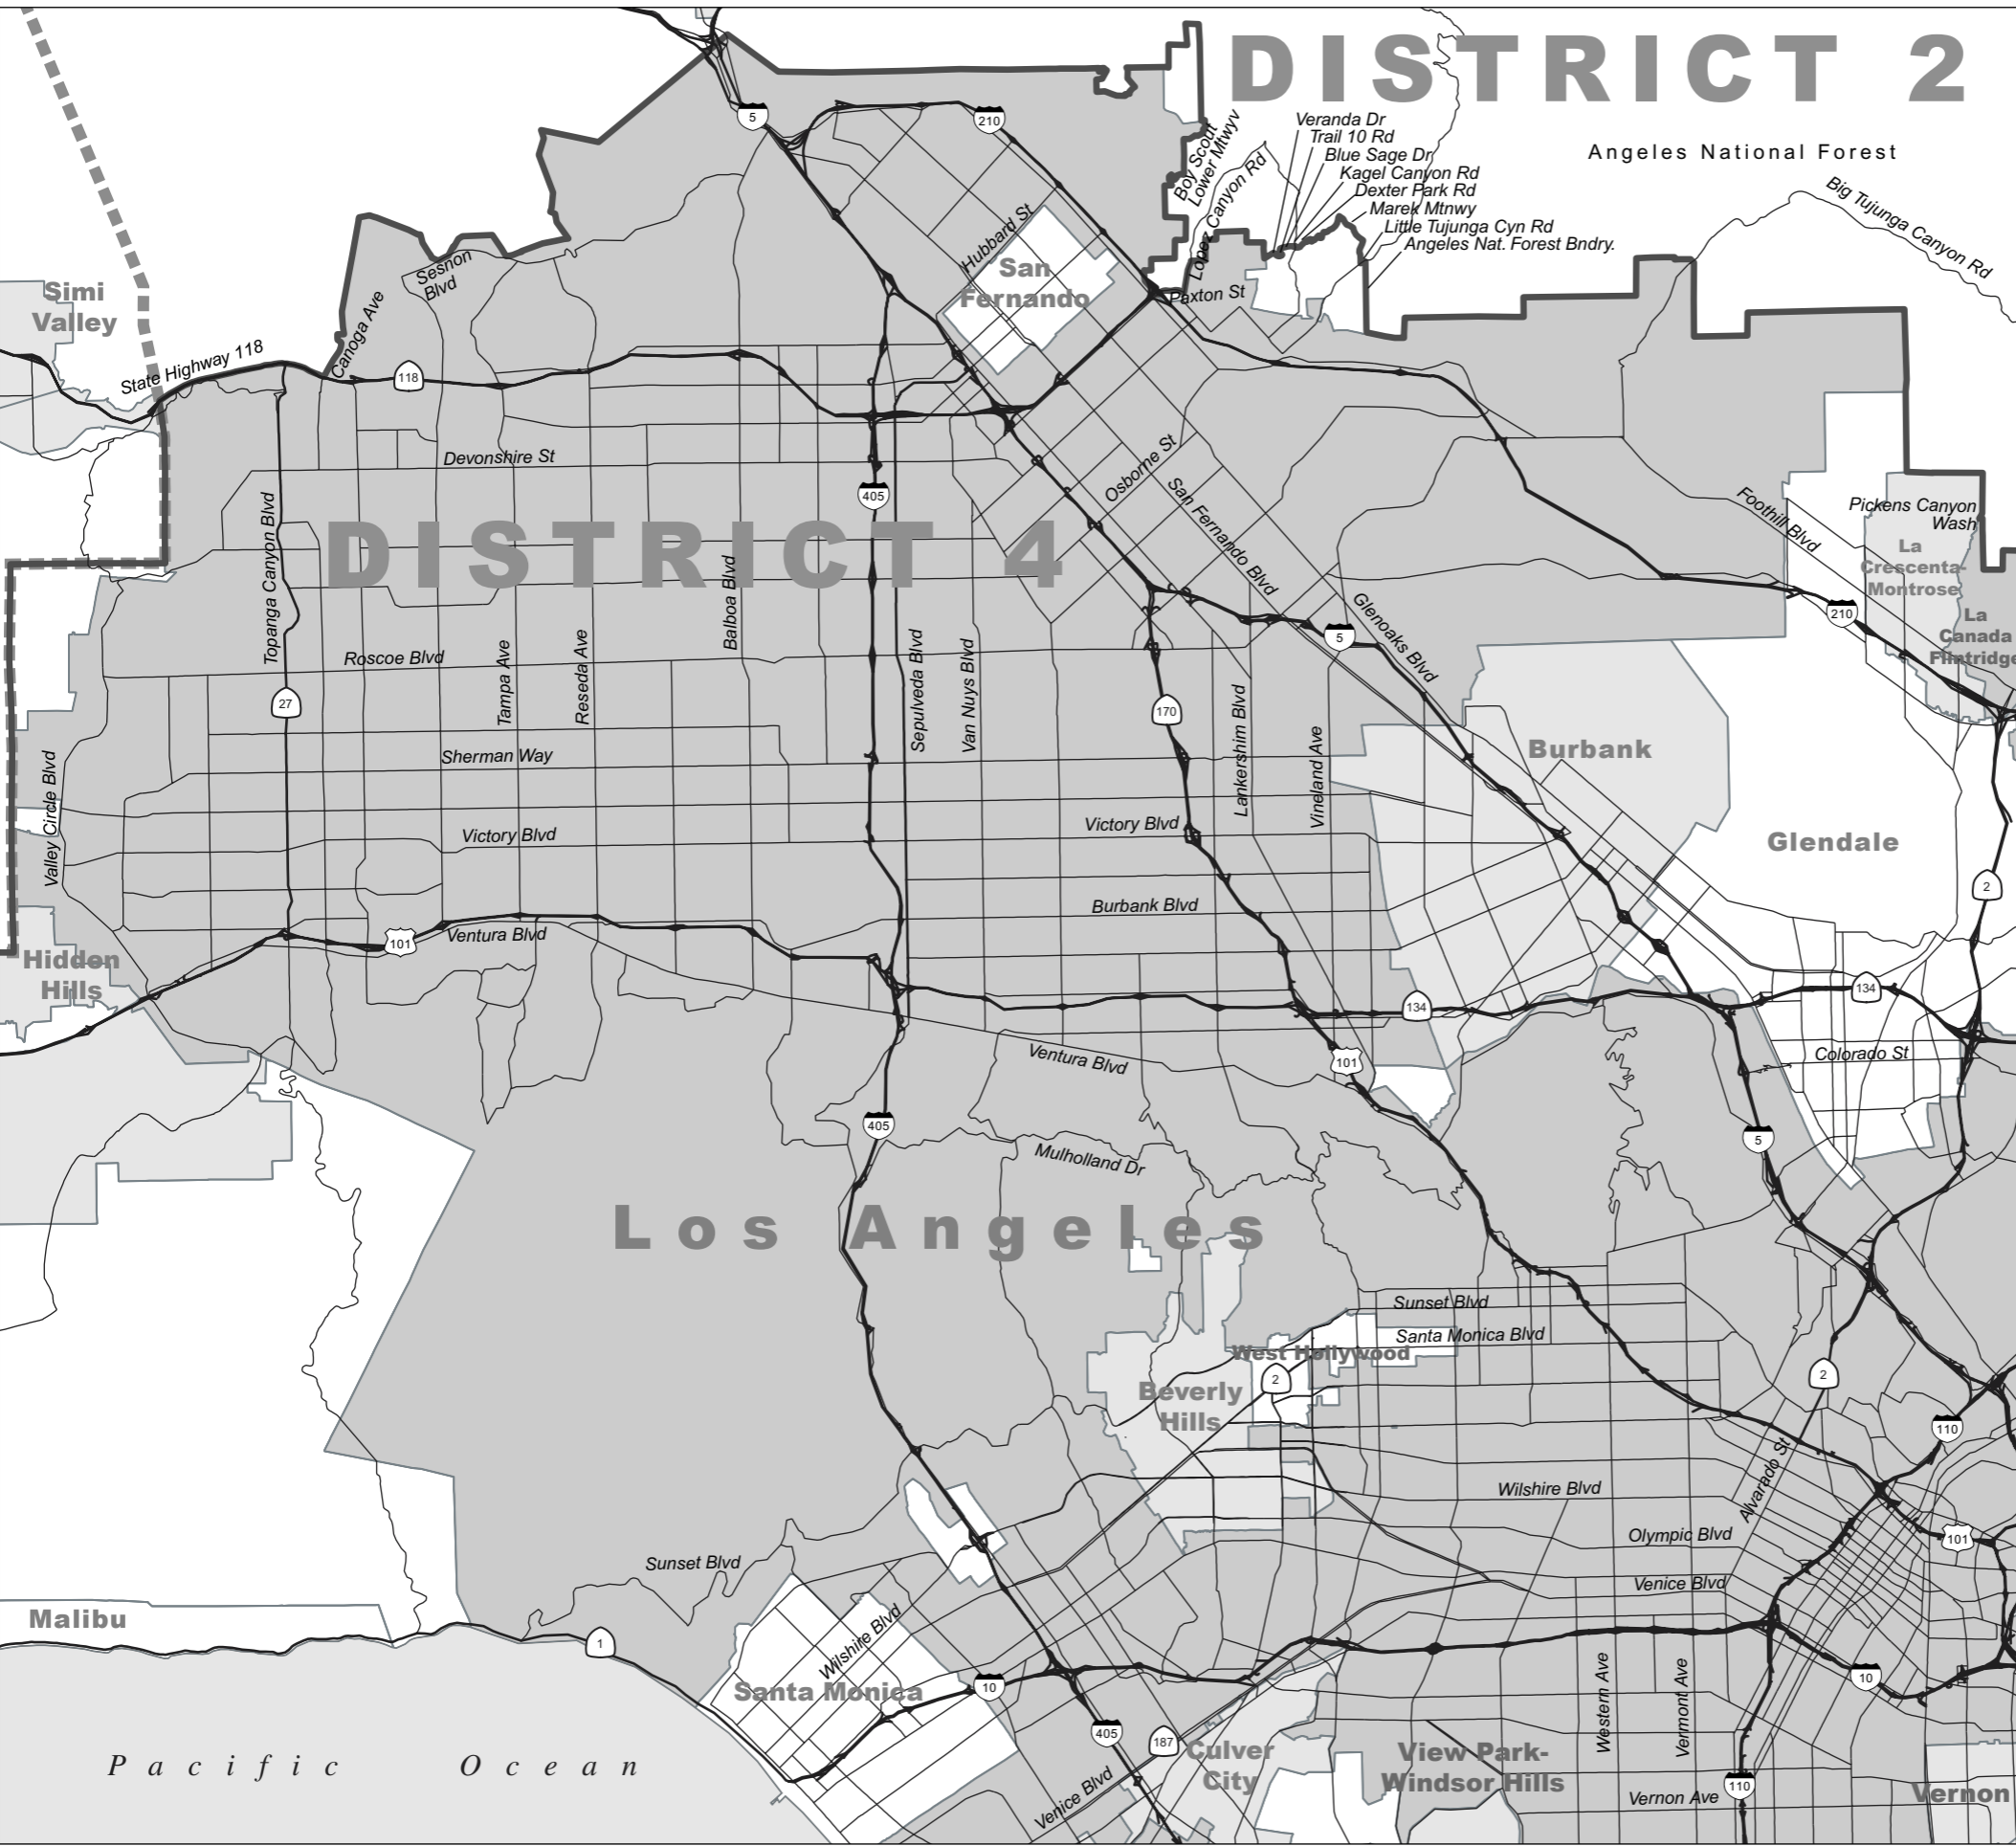 DISTRICT 2
5
210
Veranda Dr
Trail 10 Rd
Blue Sage Dr
Kagel Canyon Rd
Dexter Park Rd
Marek Mtnwy
Little Tujunga Cyn Rd
Angeles Nat. Forest Bndry.
Boy Scout
Lower Mtwyv
Lopez Canyon Rd
Angeles National Forest
Big Tujunga Canyon Rd
Hubbard St
San
Fernando
Paxton St
Sesnon
Blvd
Simi
Valley
Canoga Ave
State Highway 118
118
Devonshire St
405
Osborne St
San Fernando Blvd
Foothill Blvd
Pickens Canyon
Wash
La
Crescenta-
Montrose
La
Canada
Flintridge
210
DISTRICT 4
Topanga Canyon Blvd
Balboa Blvd
Glenoaks Blvd
5
Roscoe Blvd
Tampa Ave
Reseda Ave
Sepulveda Blvd
Van Nuys Blvd
27
170
Lankershim Blvd
Vineland Ave
Burbank
Sherman Way
Valley Circle Blvd
Victory Blvd
Victory Blvd
Glendale
2
Burbank Blvd
Ventura Blvd
101
Hidden
Hills
134
134
Ventura Blvd
101
Colorado St
405
5
Mulholland Dr
Los Angeles
Sunset Blvd
Santa Monica Blvd
West Hollywood
2
2
Beverly
Hills
110
Alvarado St
Wilshire Blvd
Olympic Blvd
101
Sunset Blvd
Venice Blvd
Malibu
1
Wilshire Blvd
Santa Monica
10
10
Western Ave
Vermont Ave
405
187
Culver
City
View Park-
Windsor Hills
Pacific Ocean
Venice Blvd
110
Vernon Ave
Vernon